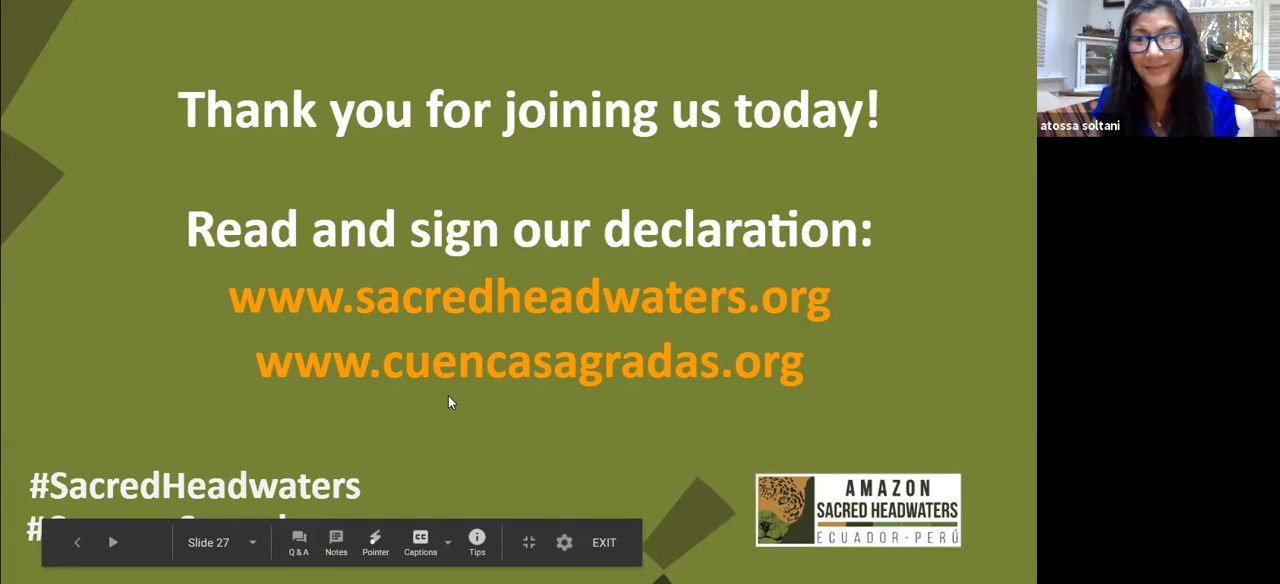 Thank you for joining us today!
Read and sign our declaration:
www.sacredheadwaters.org
www.cuencasagradas.org
#SacredHeadwaters
AMAZON
SACRED HEADWATERS
ECUADOR-PERÚ
Slide 27
Q & A
Notes
Pointer
Captions
Tips
EXIT
atossa soltani